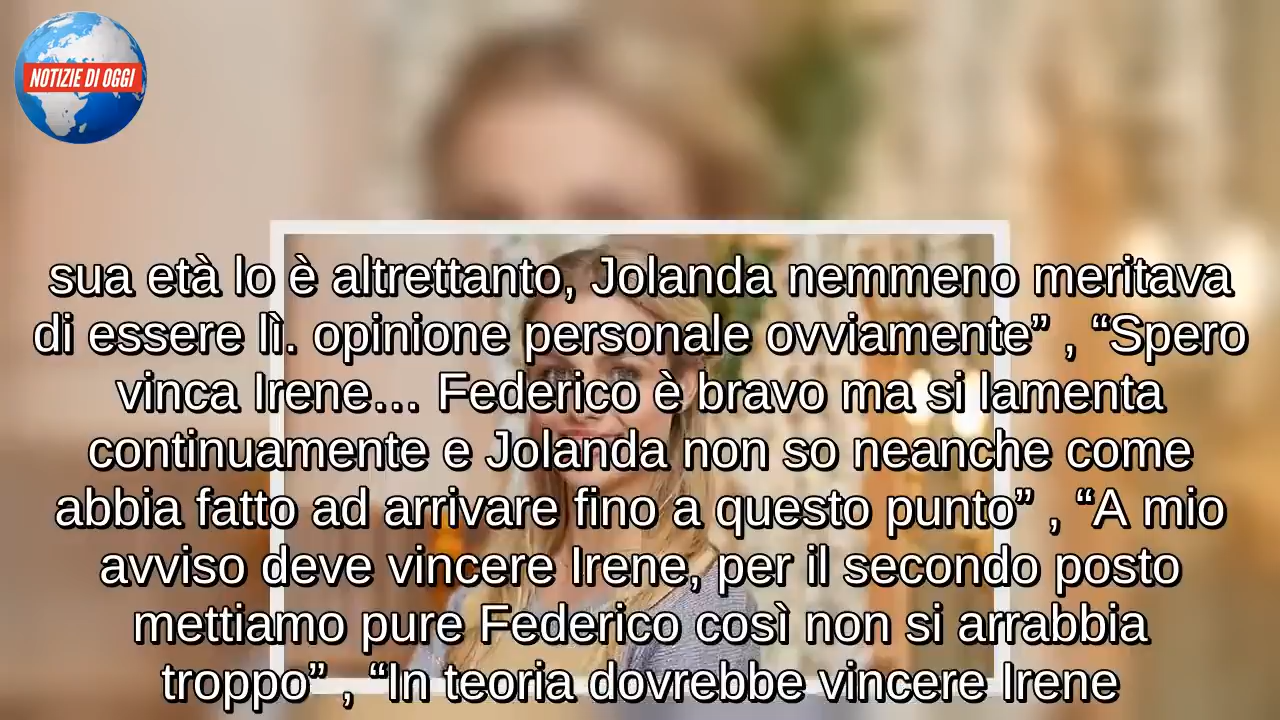 NOTIZIE DI OGGI
sua età lo è altrettanto, Jolanda nemmeno meritava
di essere lì. opinione personale ovviamente” , “Spero
vinca Irene… Federico è bravo ma si lamenta
continuamente e Jolanda non so neanche come
abbia fatto ad arrivare fino a questo punto” , “A mio
avviso deve vincere Irene, per il secondo posto
mettiamo pure Federico così non si arrabbia
troppo” , “In teoria dovrebbe vincere Irene